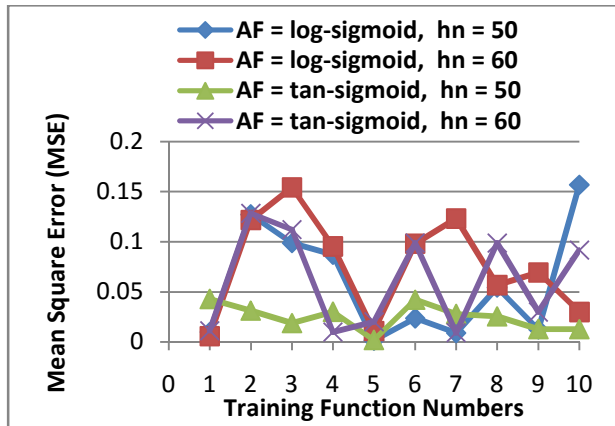 AF = log-sigmoid, hn = 50
AF = log-sigmoid, hn = 60
AF = tan-sigmoid, hn = 50
AF = tan-sigmoid, hn = 60
Mean Square Error (MSE)
0.2
0.15
0.1
0.05
0
0 1 2 3 4 5 6 7 8 9 10
Training Function Numbers